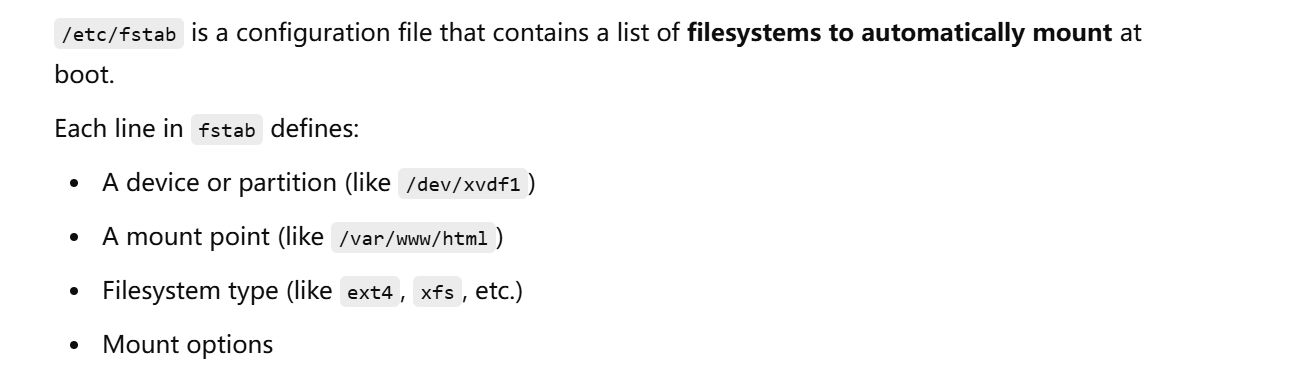 /etc/fstab is a configuration file that contains a list of filesystems to automatically mount at
boot.
Each line in fstab defines:
• A device or partition (like /dev/xvdf1)
• A mount point (like /var/www/html)
• Filesystem type (like ext4, xfs, etc.)
• Mount options